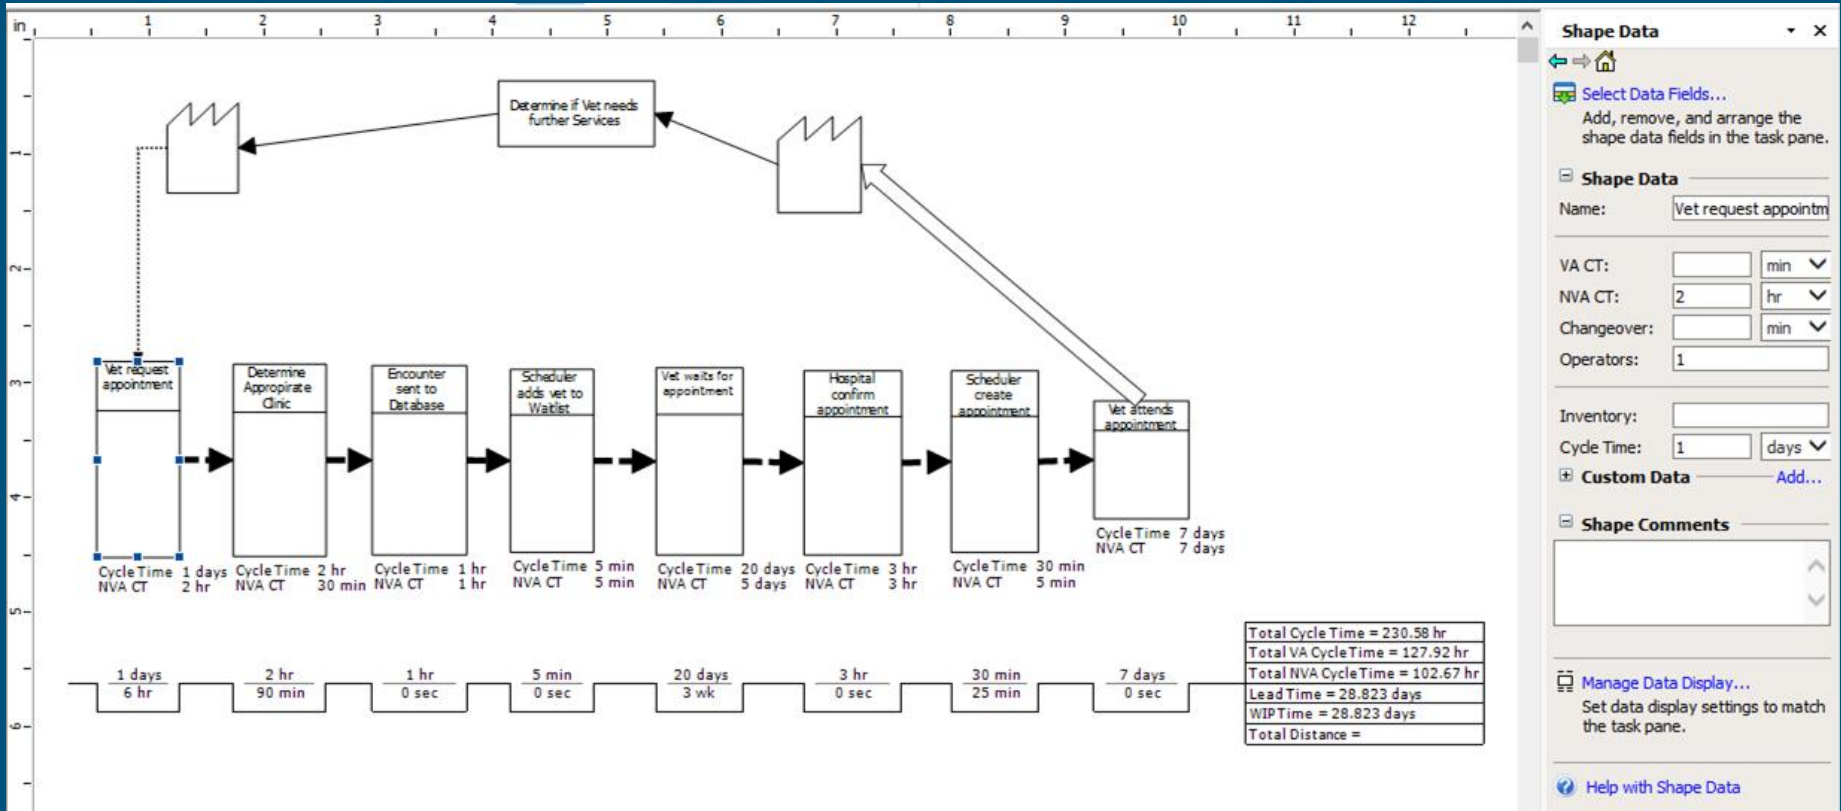 in
1 2 3 4 5 6 7 8 9 10 11 12
1
2
3
4
5
6
Determine if Vet needs
further Services
Vet request
appointment
Determine
Appropirate
Clinic
Encounter
sent to
Database
Scheduler
adds vet to
Waitlist
Vet waits for
appointment
Hospital
confirm
appointment
Scheduler
create
appointment
Vet attends
appointment
Cycle Time 1 days
NVA CT 2 hr
Cycle Time 2 hr
NVA CT 30 min
Cycle Time 1 hr
NVA CT 1 hr
Cycle Time 5 min
NVA CT 5 min
Cycle Time 20 days
NVA CT 5 days
Cycle Time 3 hr
NVA CT 3 hr
Cycle Time 30 min
NVA CT 5 min
Cycle Time 7 days
NVA CT 7 days
1 days
6 hr
2 hr
90 min
1 hr
0 sec
5 min
0 sec
20 days
3 wk
3 hr
0 sec
30 min
25 min
7 days
0 sec
Total Cycle Time = 230.58 hr
Total VA Cycle Time = 127.92 hr
Total NVA Cycle Time = 102.67 hr
Lead Time = 28.823 days
WIP Time = 28.823 days
Total Distance =
Shape Data
Select Data Fields...
Add, remove, and arrange the
shape data fields in the task pane.
Shape Data
Name: Vet request appointm
VA CT: min
NVA CT: 2 hr
Changeover: min
Operators: 1
Inventory:
Cycle Time: 1 days
Custom Data Add...
Shape Comments
Manage Data Display...
Set data display settings to match
the task pane.
Help with Shape Data